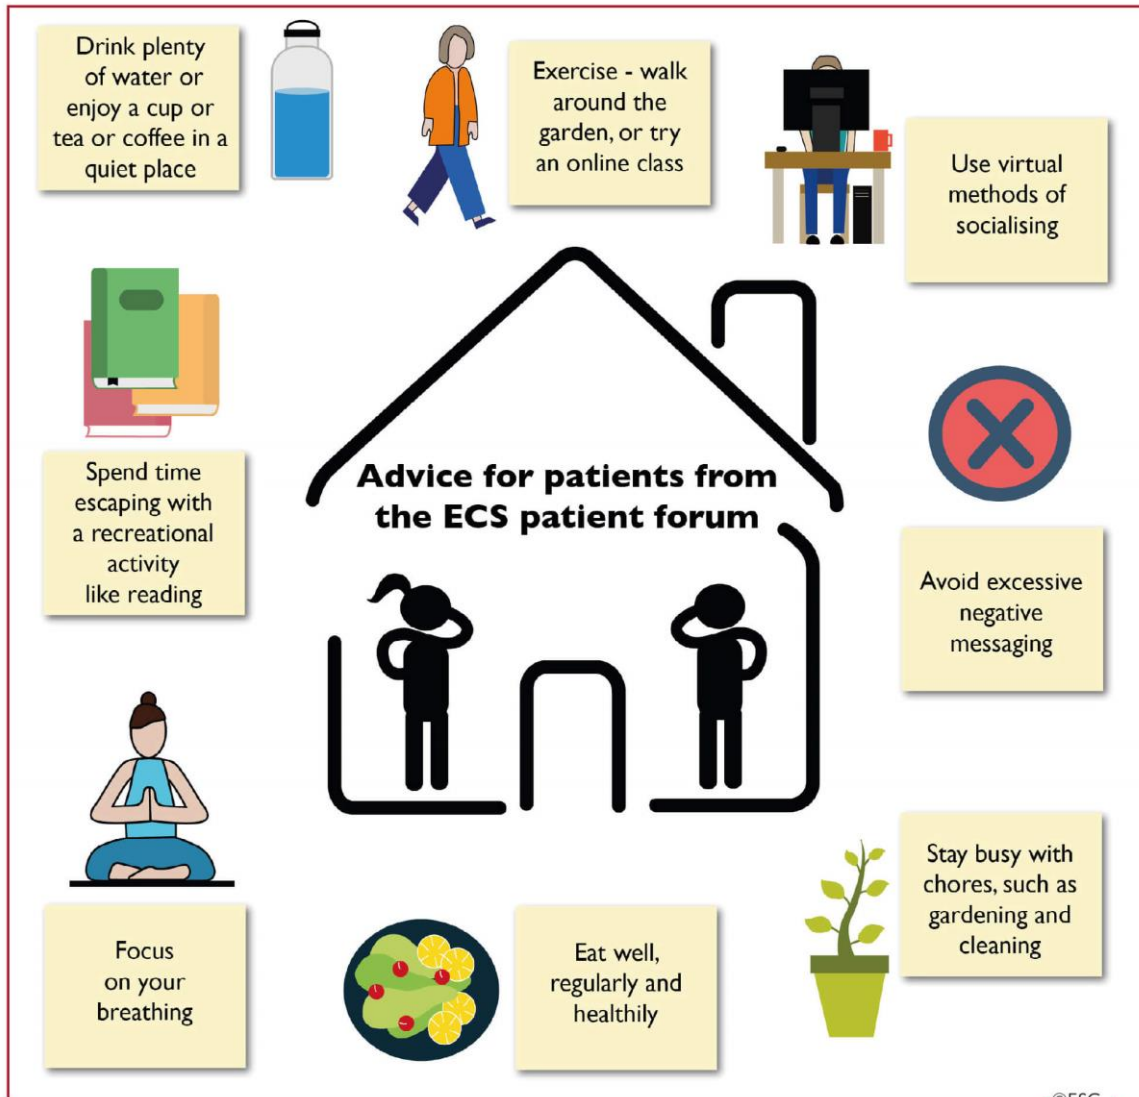 Drink plenty
of water or
enjoy a cup or
tea or coffee in a
quiet place
Exercise - walk
around the
garden, or try
an online class
Use virtual
methods of
socialising
Spend time
escaping with
a recreational
activity
like reading
Advice for patients from
the ECS patient forum
Avoid excessive
negative
messaging
Focus
on your
breathing
Eat well,
regularly and
healthily
Stay busy with
chores, such as
gardening and
cleaning